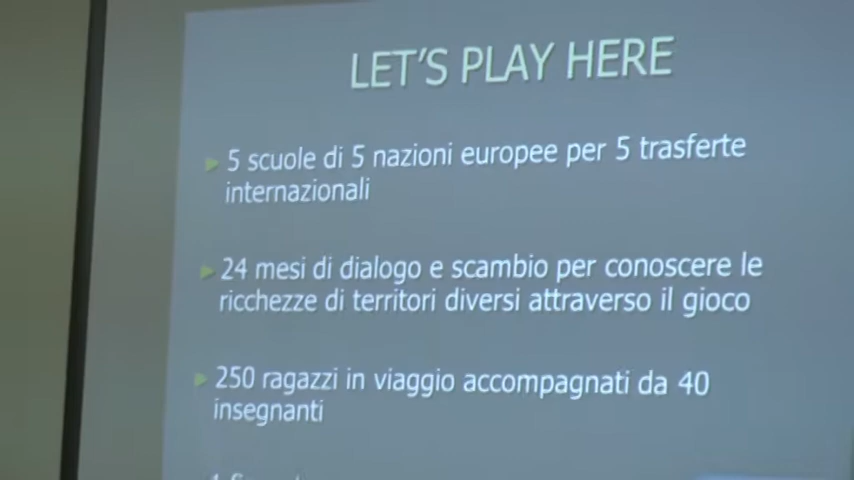 LET'S PLAY HERE
5 scuole di 5 nazioni europee per 5 trasferte
internazionali
24 mesi di dialogo e scambio per conoscere le
ricchezze di territori diversi attraverso il gioco
250 ragazzi in viaggio accompagnati da 40
insegnanti